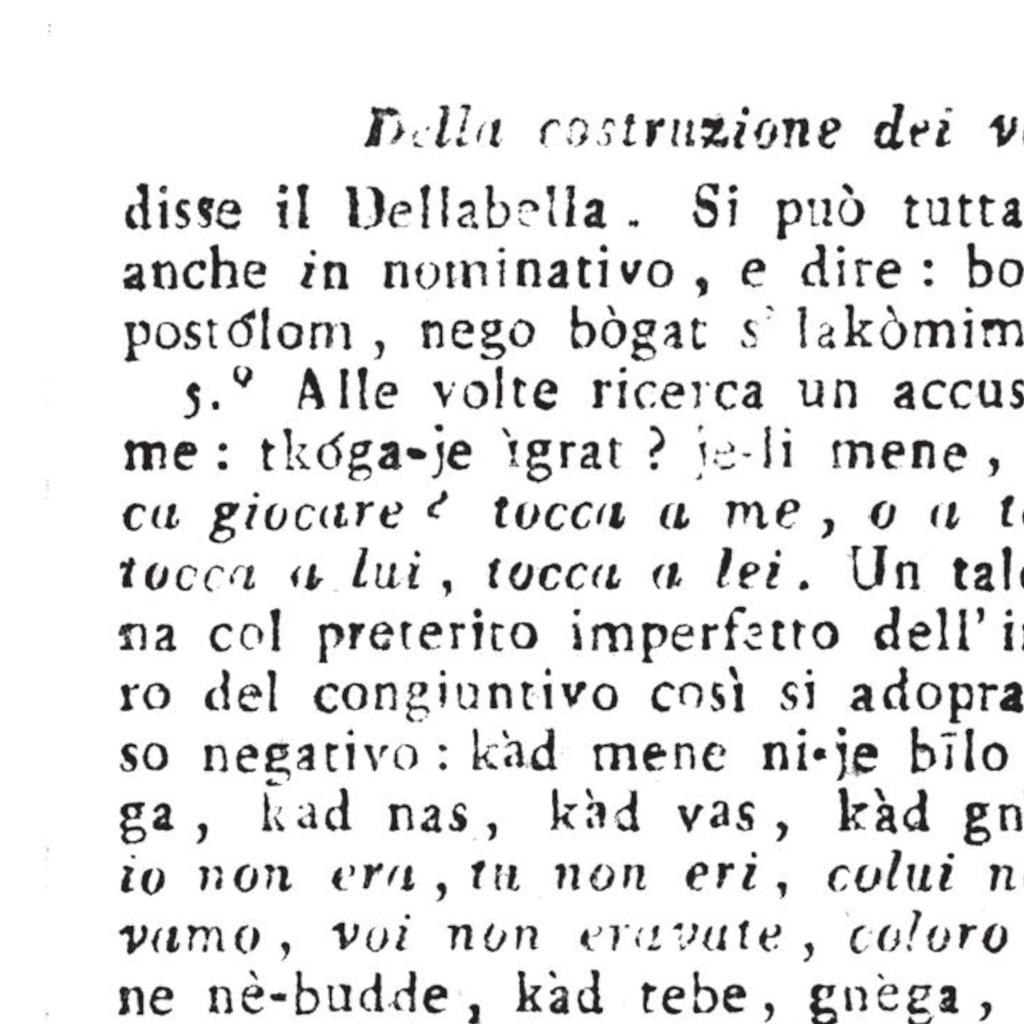 Della costruzione dei v
disse il Dellabella. Si può tutta
anche in nominativo, e dire: bo
postólom, nego bògat s' lakòmim
5.º Alle volte ricerca un accus
me: tkóga-je ìgrat? je-li mene,
ca giocare? tocca a me, o a t
tocca a lui, tocca a lei. Un tal
na col preterito imperfetto dell' i
ro del congiuntivo così si adopra
so negativo: kàd mene ni-je bīlo
ga, kad nas, kàd vas, kàd gn
io non era, tu non eri, colui n
vamo, voi non eravate, coloro
ne nè-budde, kàd tebe, gnèga,